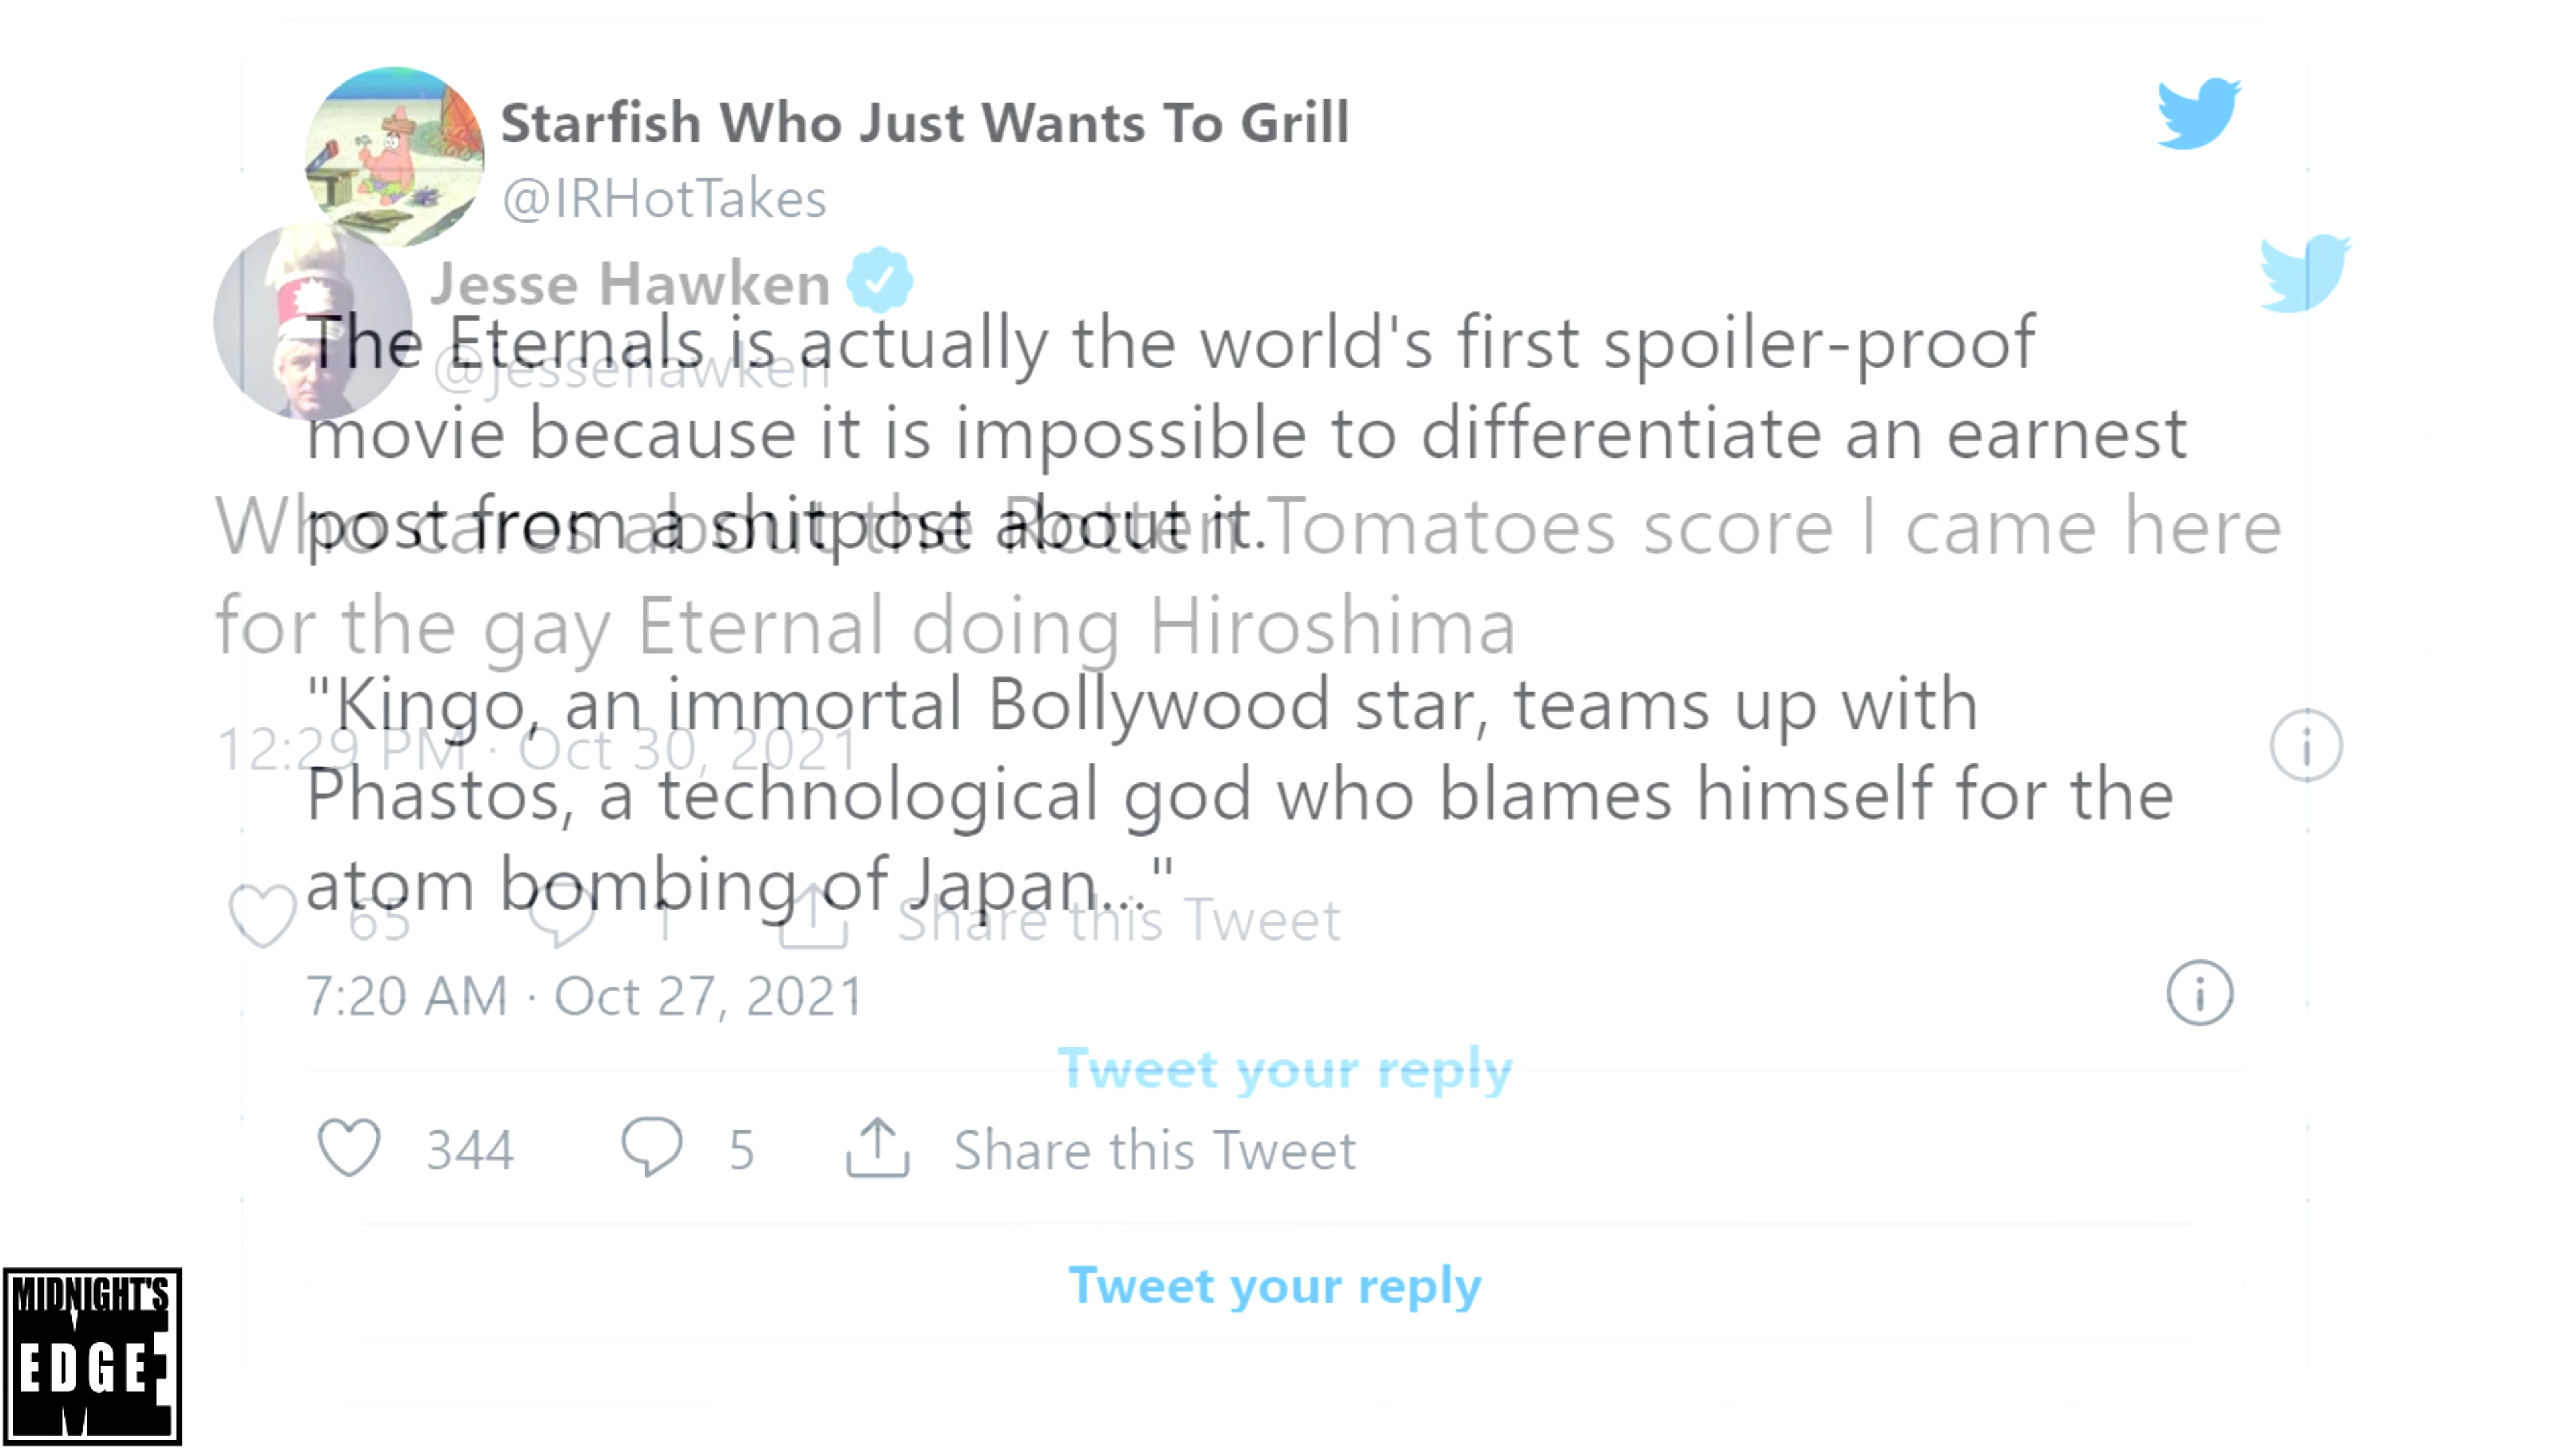 Starfish Who Just Wants To Grill
@IRHotTakes
The Eternals is actually the world's first spoiler-proof
movie because it is impossible to differentiate an earnest
post from a shitpost about it.
"Kingo, an immortal Bollywood star, teams up with
Phastos, a technological god who blames himself for the
atom bombing of Japan..."
7:20 AM · Oct 27, 2021
344 5 Share this Tweet
Tweet your reply
Jesse Hawken
@jessehawken
Who cares about the Rotten Tomatoes score I came here
for the gay Eternal doing Hiroshima
12:29 PM · Oct 30, 2021
65 1 Share this Tweet
Tweet your reply
MIDNIGHT'S
EDGE